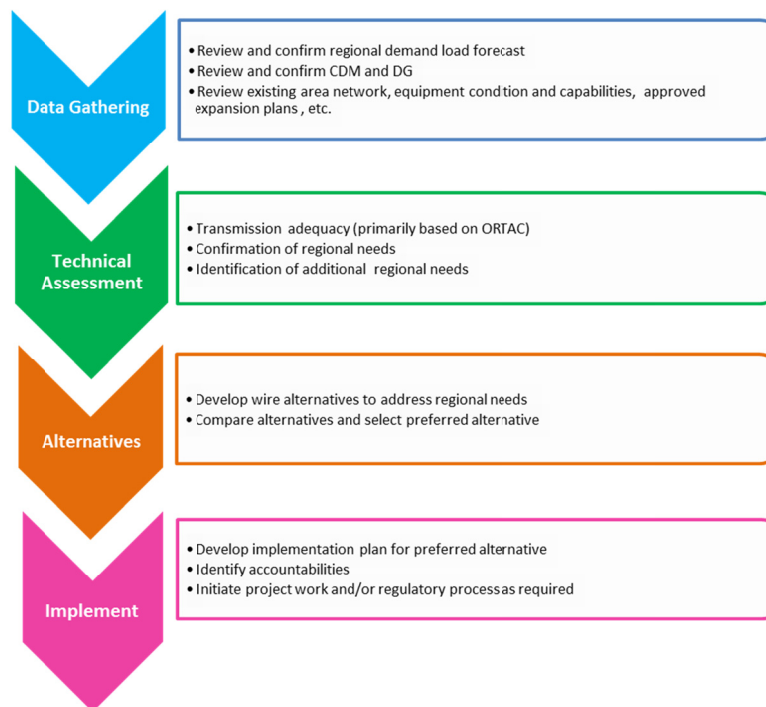 Data Gathering
• Review and confirm regional demand load forecast
• Review and confirm CDM and DG
• Review existing area network, equipment condtion and capabilities, approved
expansion plans , etc.
Technical
Assessment
• Transmission adequacy (primarily based on ORTAC)
• Confirmation of regional needs
• Identification of additional regional needs
Alternatives
• Develop wire alternatives to address regional needs
• Compare alternatives and select preferred alternative
Implement
• Develop implementation plan for preferred alternative
• Identify accountabilities
• Initiate project work and/or regulatory processas required